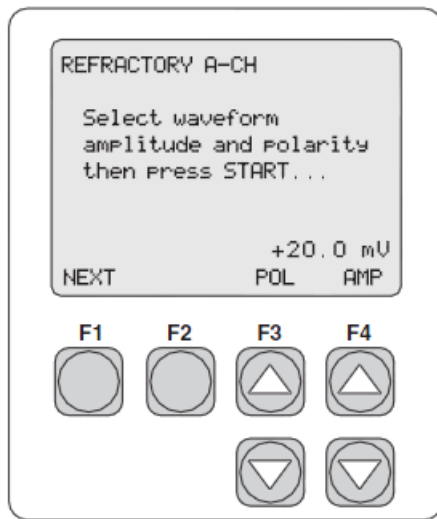 REFRACTORY A-CH
Select waveform
amplitude and polarity
then press START...
+20.0 mV
NEXT POL AMP
F1 F2 F3 F4